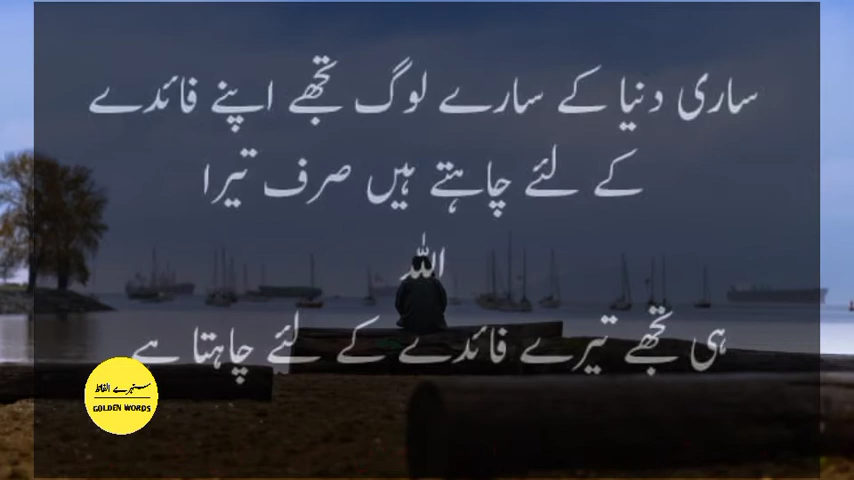 ساری دنیا کے سارے لوگ تجھے اپنے فائدے
کے لئے چاہتے ہیں صرف تیرا
اللہ
ہی تجھے تیرے فائدے کے لئے چاہتا ہے
سنہرے الفاظ
GOLDEN WORDS